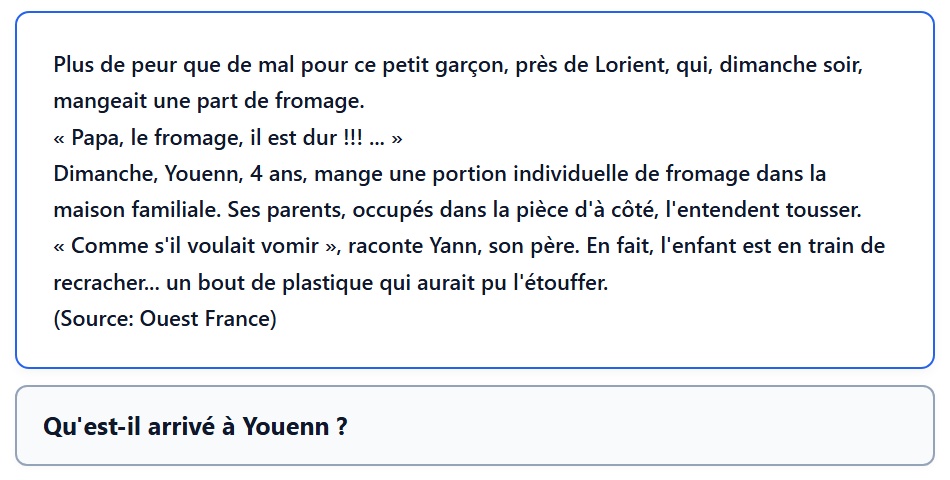 Plus de peur que de mal pour ce petit garçon, près de Lorient, qui, dimanche soir,
mangeait une part de fromage.
« Papa, le fromage, il est dur !!! ... »
Dimanche, Youenn, 4 ans, mange une portion individuelle de fromage dans la
maison familiale. Ses parents, occupés dans la pièce d'à côté, l'entendent tousser.
« Comme s'il voulait vomir », raconte Yann, son père. En fait, l'enfant est en train de
recracher... un bout de plastique qui aurait pu l'étouffer.
(Source: Ouest France)
Qu'est-il arrivé à Youenn ?